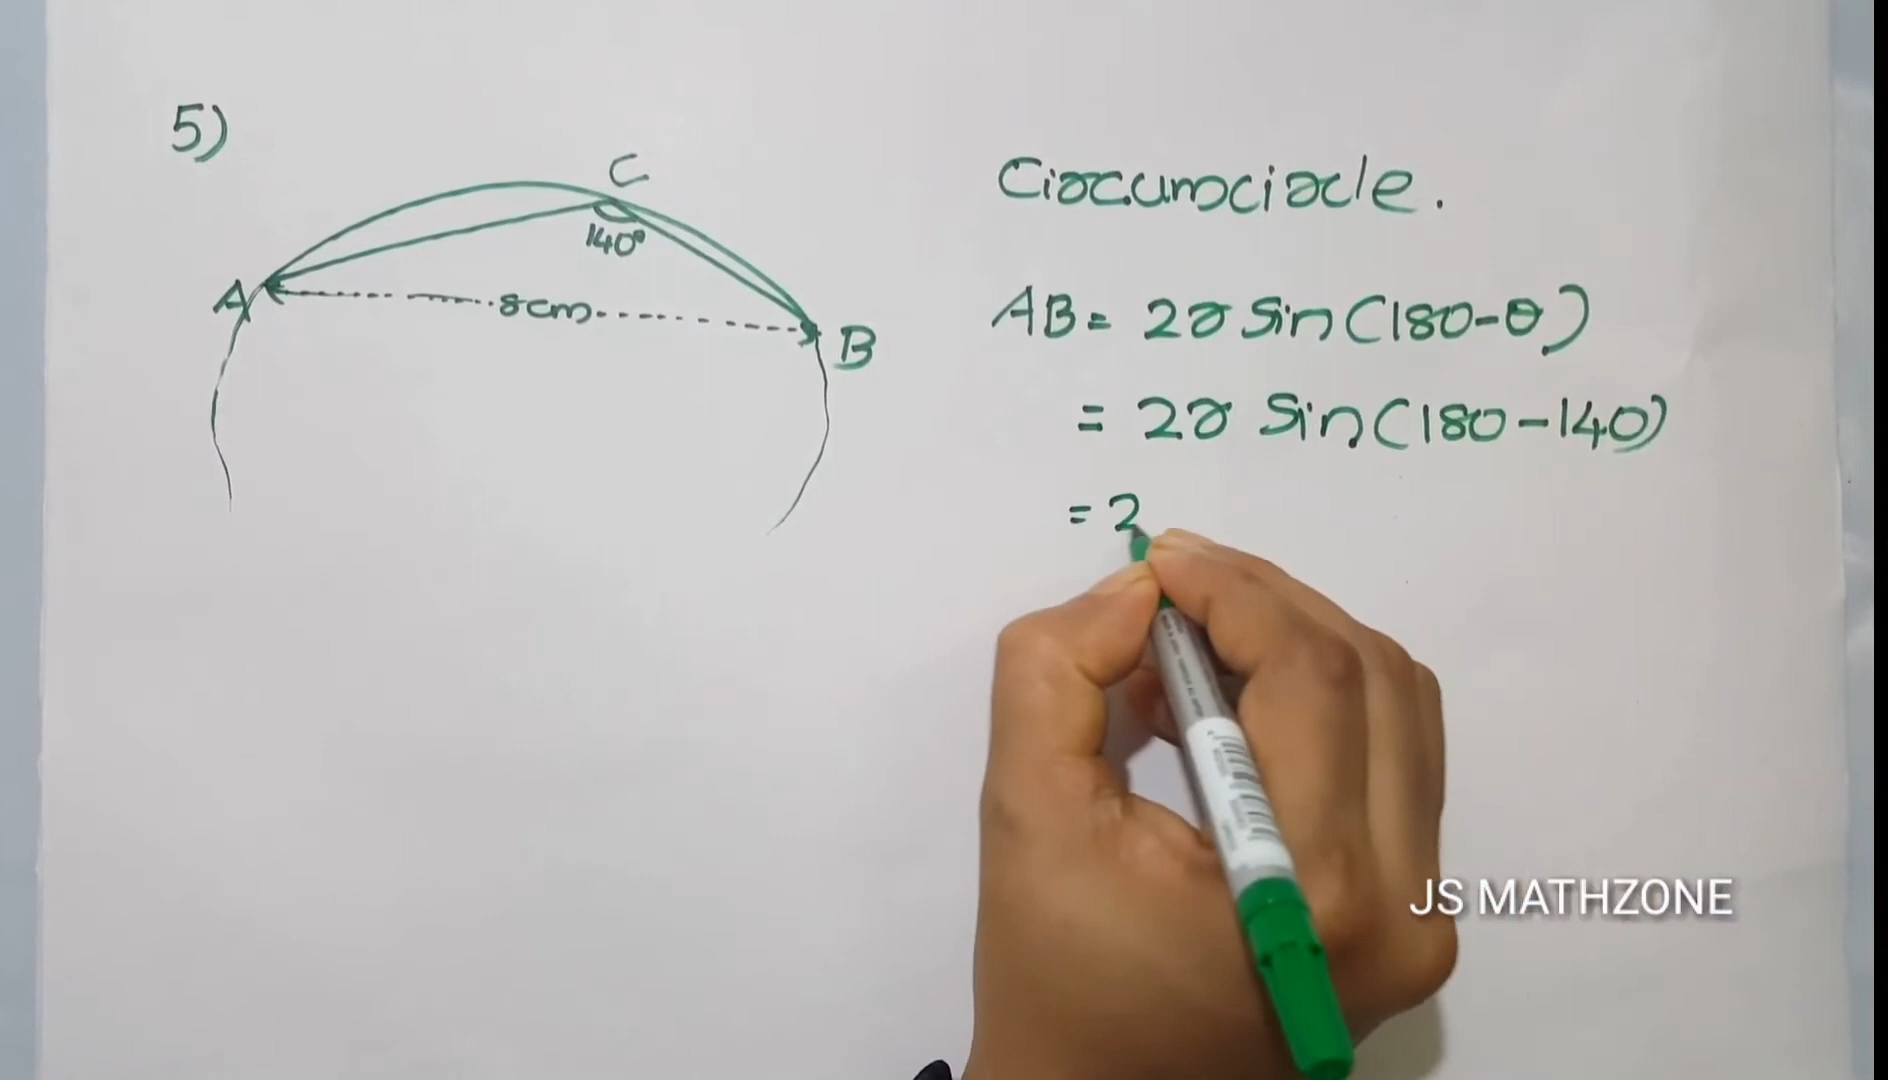 5)
C
140°
A
8cm
B
Circumcircle.
AB = 2r Sin(180-θ)
= 2r Sin(180-140)
= 2
JS MATHZONE